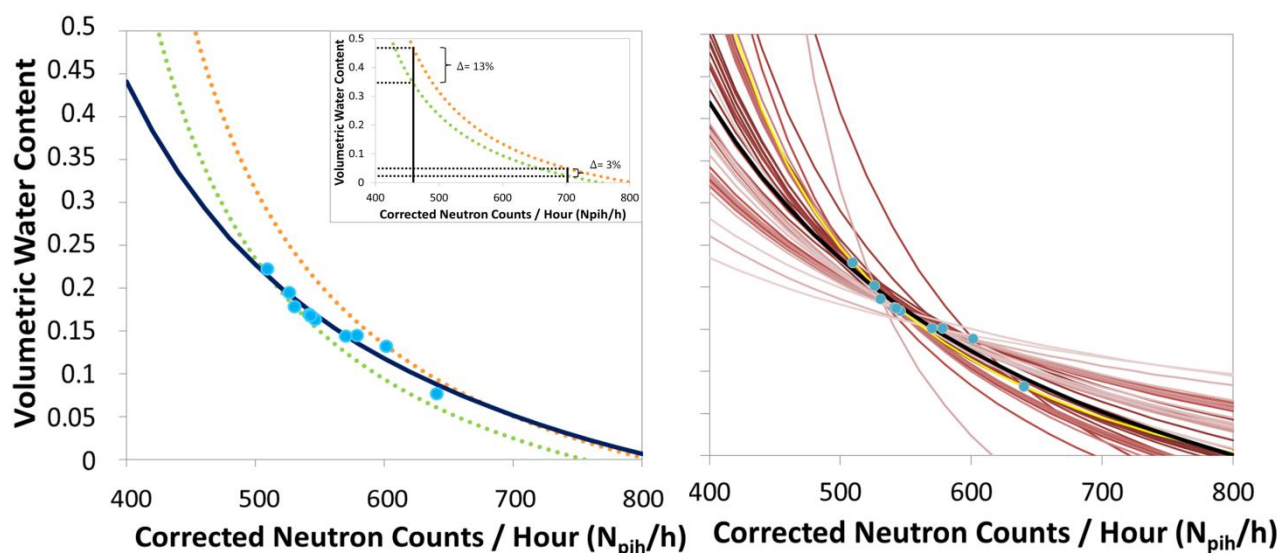 0.5
0.45
0.4
0.35
0.3
0.25
0.2
0.15
0.1
0.05
0
Volumetric Water Content
400 500 600 700 800
Corrected Neutron Counts / Hour (Npih/h)
0.5
0.4
0.3
0.2
0.1
0
Volumetric Water Content
Δ= 13%
Δ= 3%
400 500 600 700 800
Corrected Neutron Counts / Hour (Npih/h)
400 500 600 700 800
Corrected Neutron Counts / Hour (Npih/h)